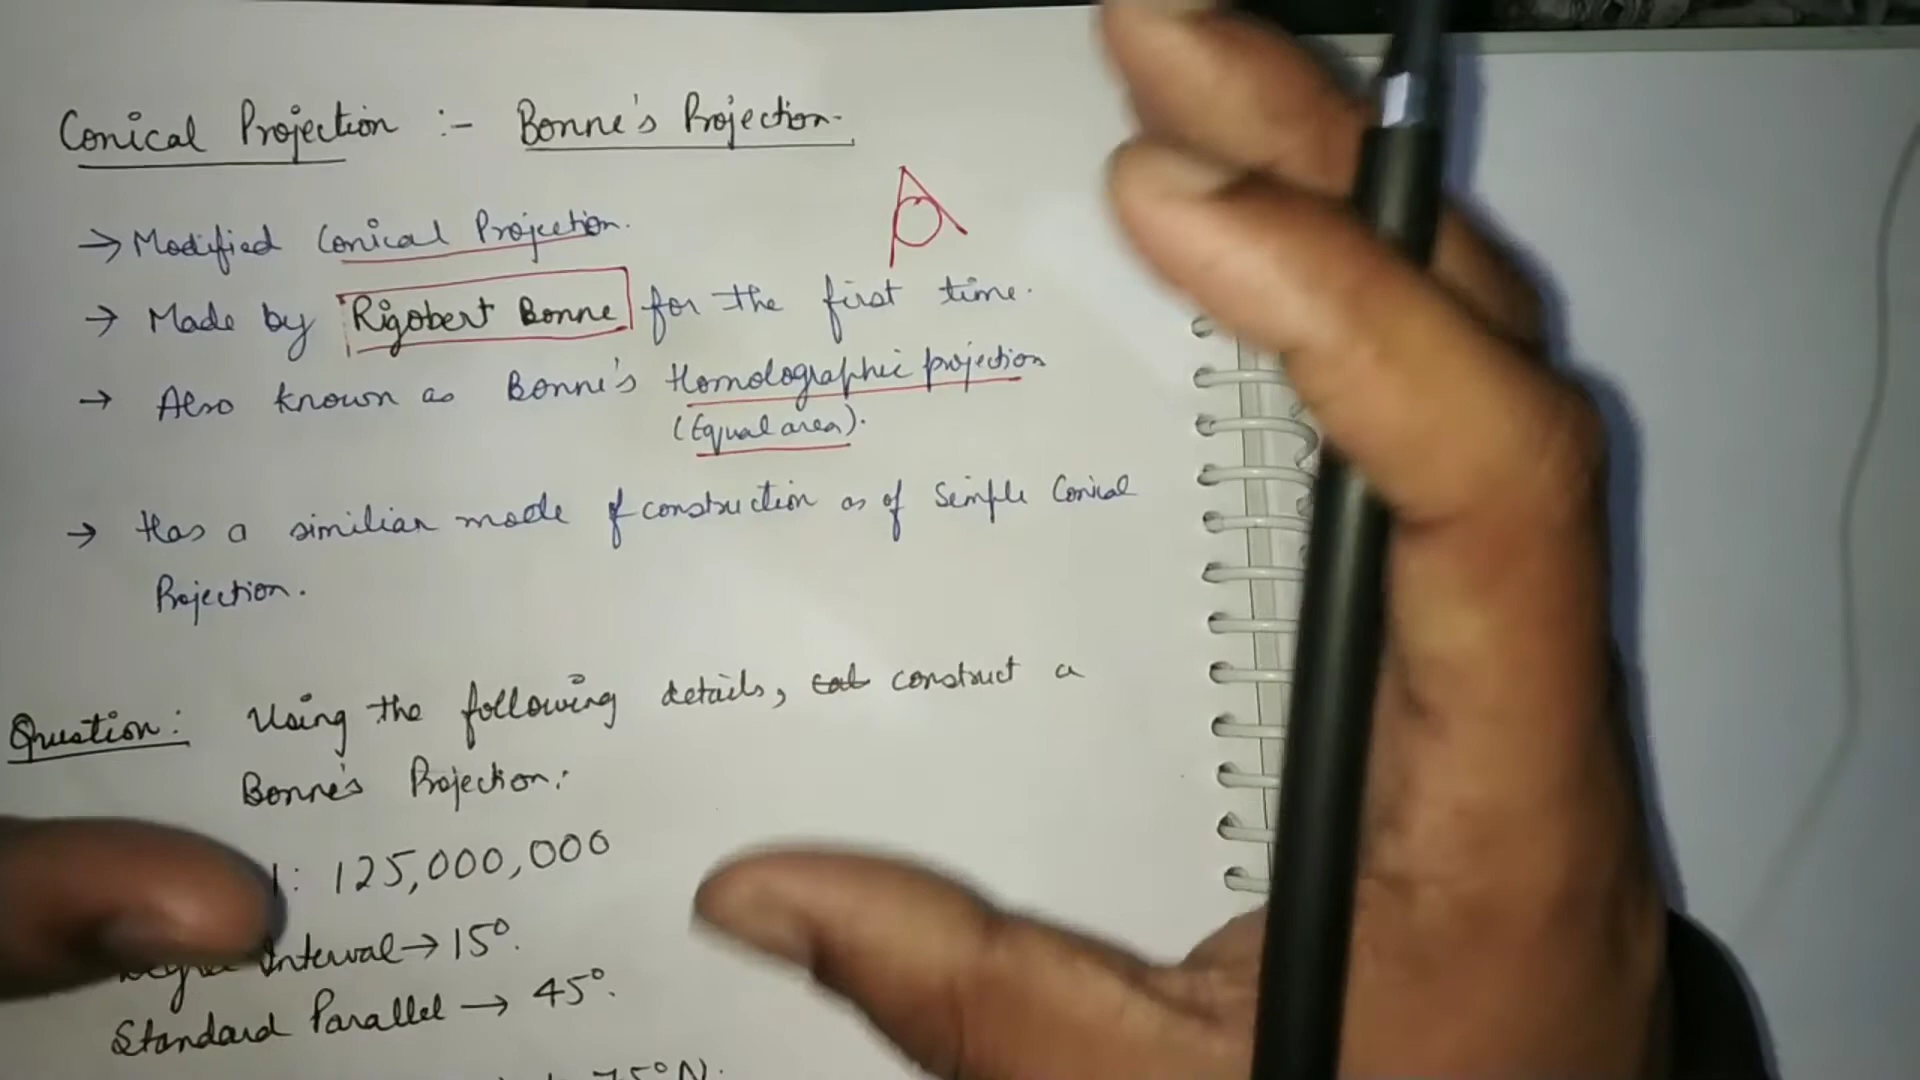 Conical Projection :- Bonne's Projection.
→ Modified Conical Projection.
→ Made by Rigobert Bonne for the first time.
→ Also known as Bonne's Homolographic projection
(Equal area).
→ Has a similiar mode of construction as of Simple Conical
Projection.
Question: Using the following details, construct a
Bonne's Projection:
1: 125,000,000
Interval → 15°.
Standard Parallel → 45°.
75°N.